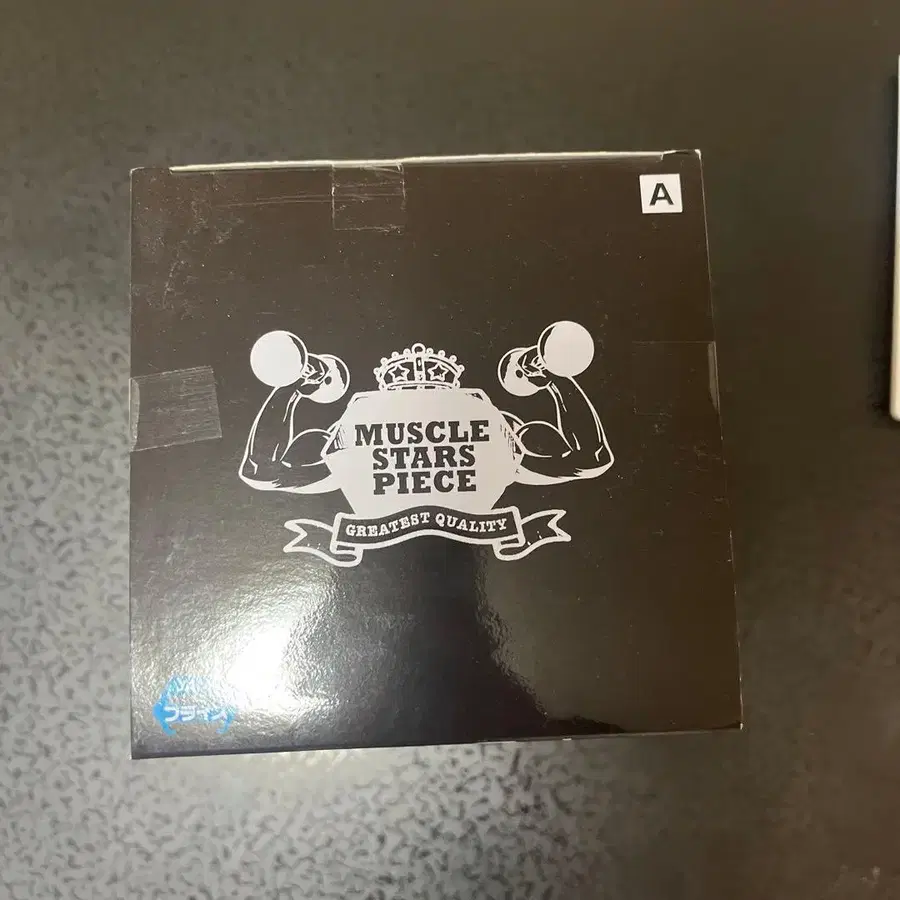 A
MUSCLE
STARS
PIECE
GREATEST QUALITY
プライズ